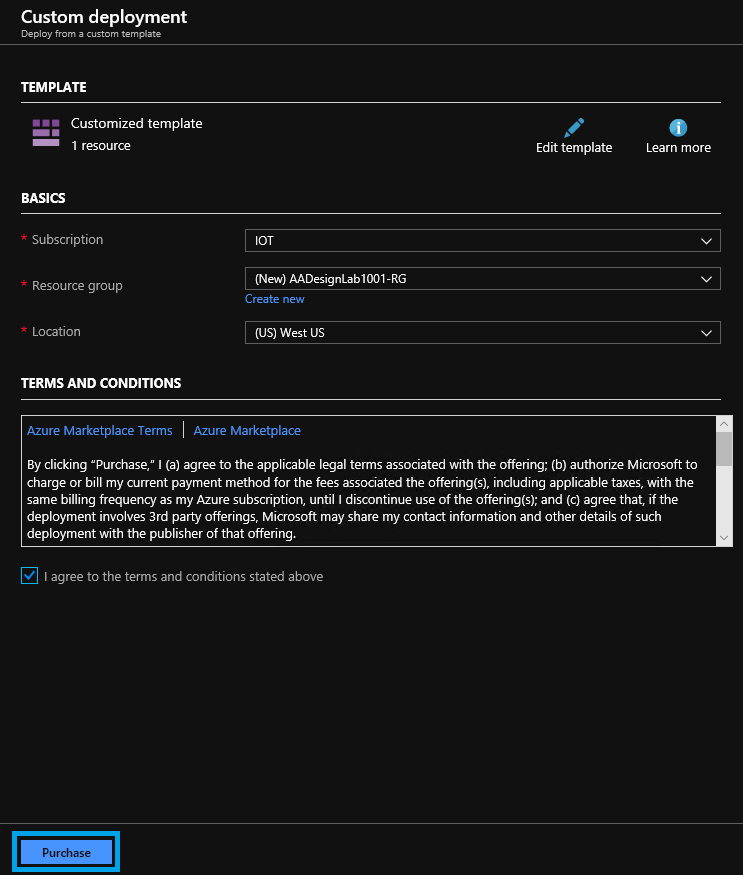 Custom deployment
Deploy from a custom template
TEMPLATE
Customized template
1 resource
Edit template
Learn more
BASICS
* Subscription
IOT
* Resource group
(New) AADesignLab1001-RG
Create new
* Location
(US) West US
TERMS AND CONDITIONS
Azure Marketplace Terms | Azure Marketplace
By clicking “Purchase,” I (a) agree to the applicable legal terms associated with the offering; (b) authorize Microsoft to
charge or bill my current payment method for the fees associated the offering(s), including applicable taxes, with the
same billing frequency as my Azure subscription, until I discontinue use of the offering(s); and (c) agree that, if the
deployment involves 3rd party offerings, Microsoft may share my contact information and other details of such
deployment with the publisher of that offering.
I agree to the terms and conditions stated above
Purchase